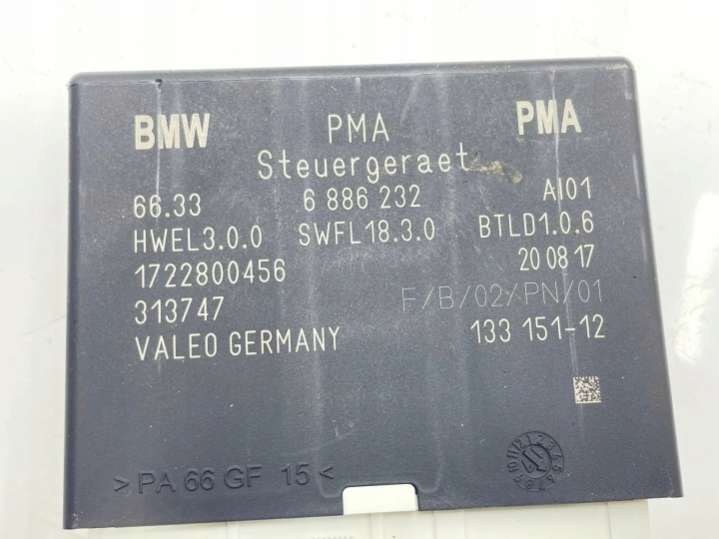 BMW PMA PMA
Steuergeraet
66.33 6 886 232 AI01
HWEL3.0.0 SWFL18.3.0 BTLD1.0.6
1722800456 20 08 17
313747 F/B/02/PN/01
VALEO GERMANY 133 151-12
>PA 66 GF 15<